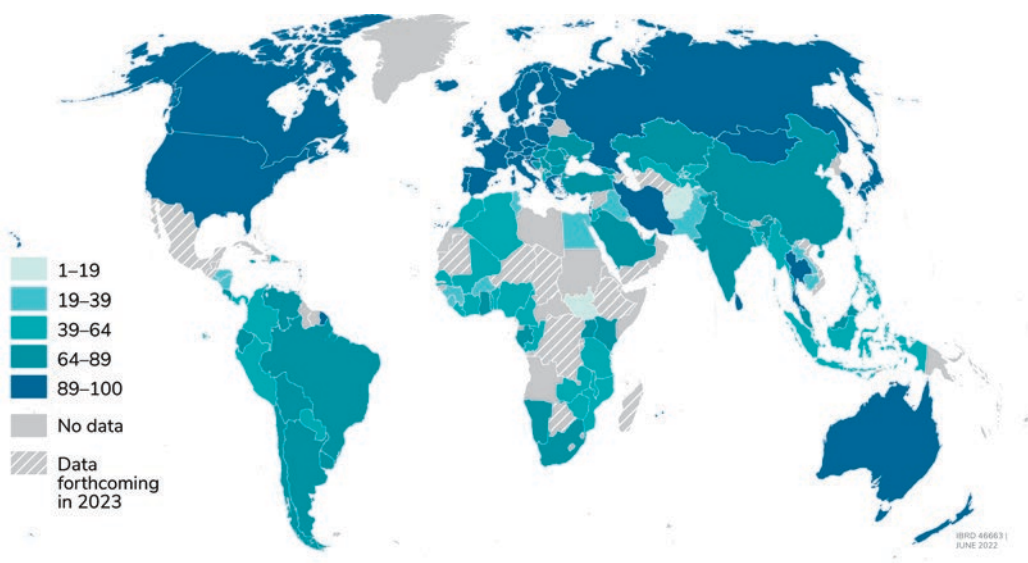 1–19
19–39
39–64
64–89
89–100
No data
Data
forthcoming
in 2023
IBRD 46663 |
JUNE 2022